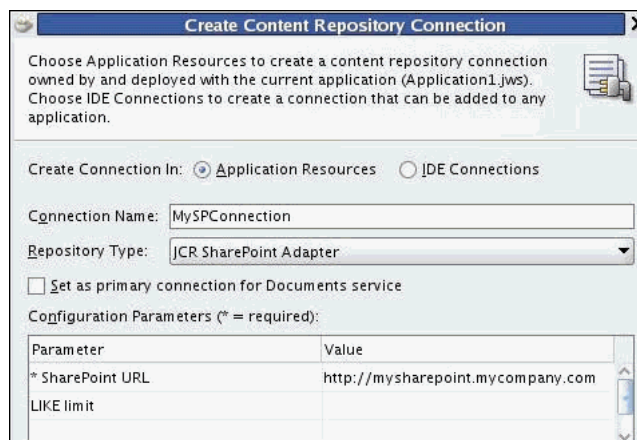 Create Content Repository Connection
Choose Application Resources to create a content repository connection
owned by and deployed with the current application (Application1.jws).
Choose IDE Connections to create a connection that can be added to any
application.
Create Connection In: Application Resources IDE Connections
Connection Name: MySPConnection
Repository Type: JCR SharePoint Adapter
Set as primary connection for Documents service
Configuration Parameters (* = required):
Parameter Value
* SharePoint URL http://mysharepoint.mycompany.com
LIKE limit